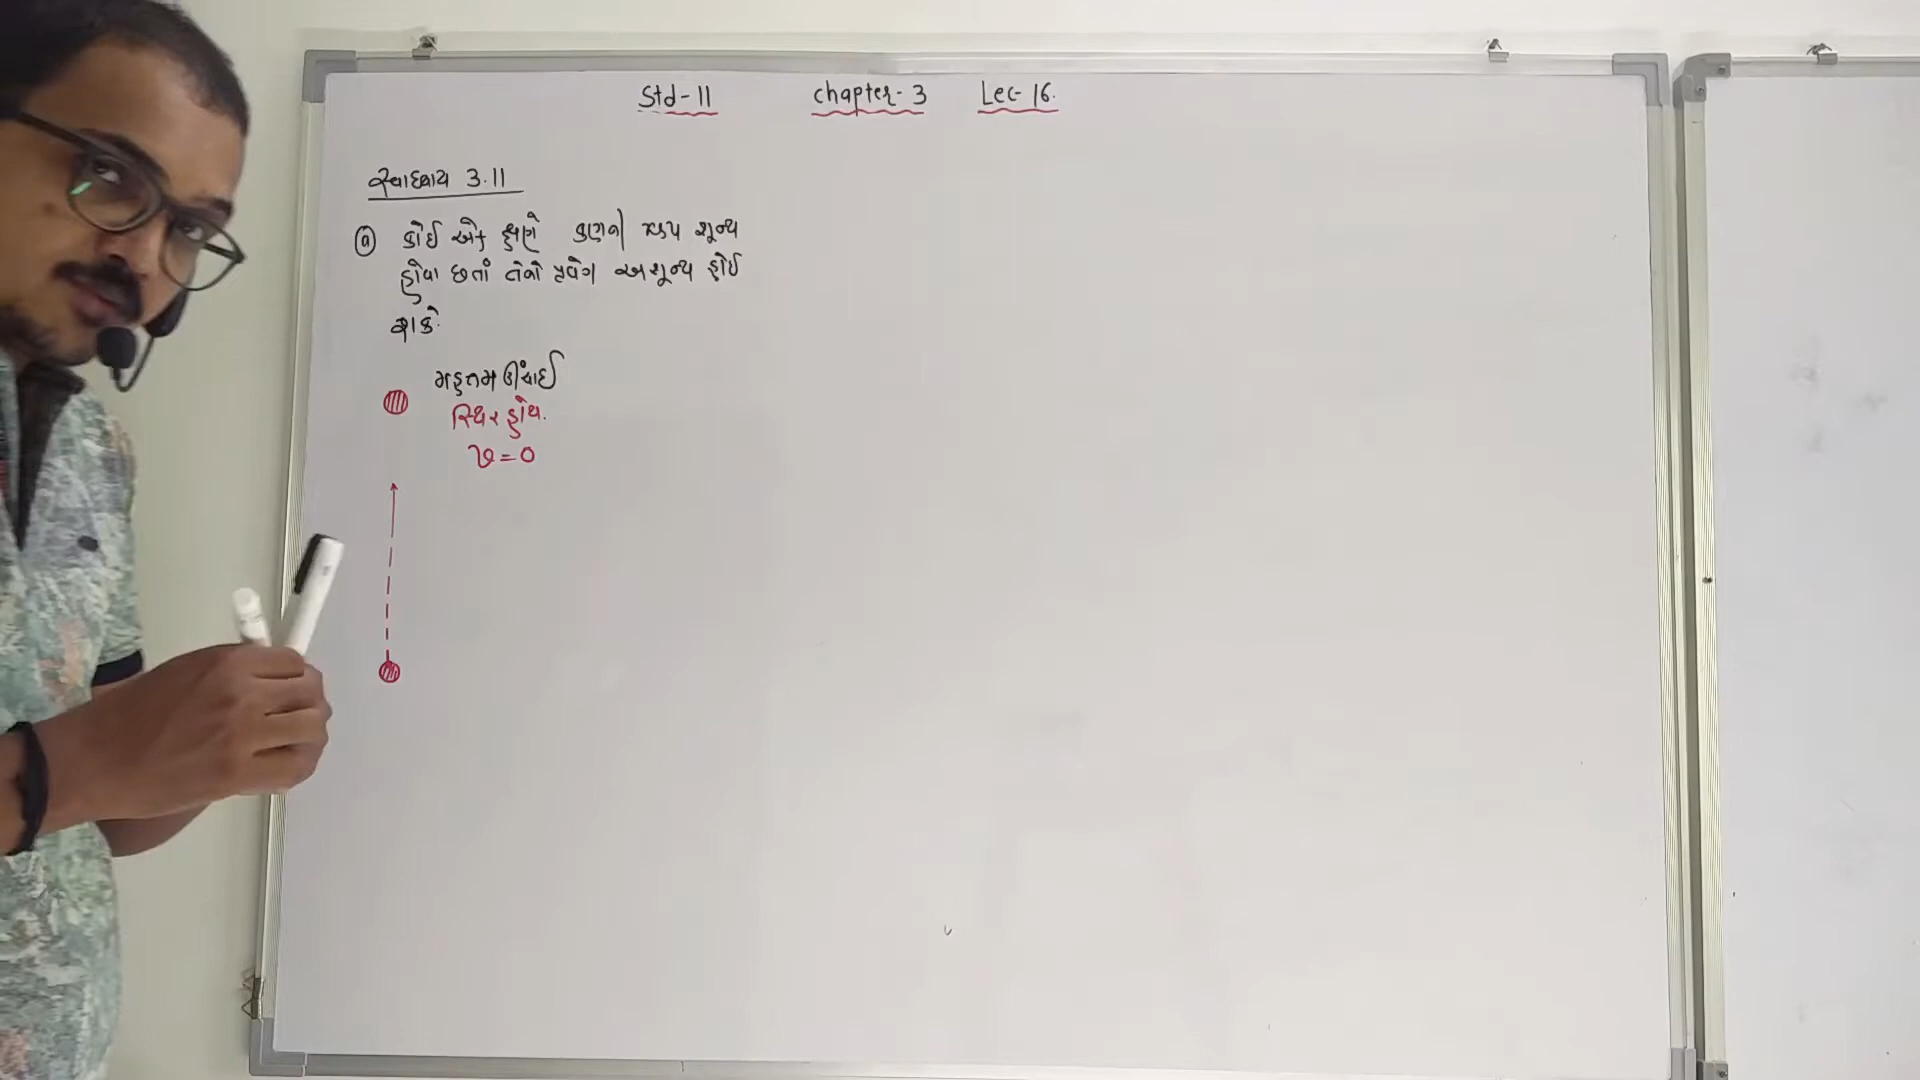 Std-11 Chapter-3 Lec-16.
સ્વાધ્યાય 3.11
(a) કોઈ એક ક્ષણે કણની ઝડપ શૂન્ય
હોવા છતાં તેનો પ્રવેગ અશૂન્ય હોઈ
શકે.
મહત્તમ ઊંચાઈ
સ્થિર હોય.
v=0